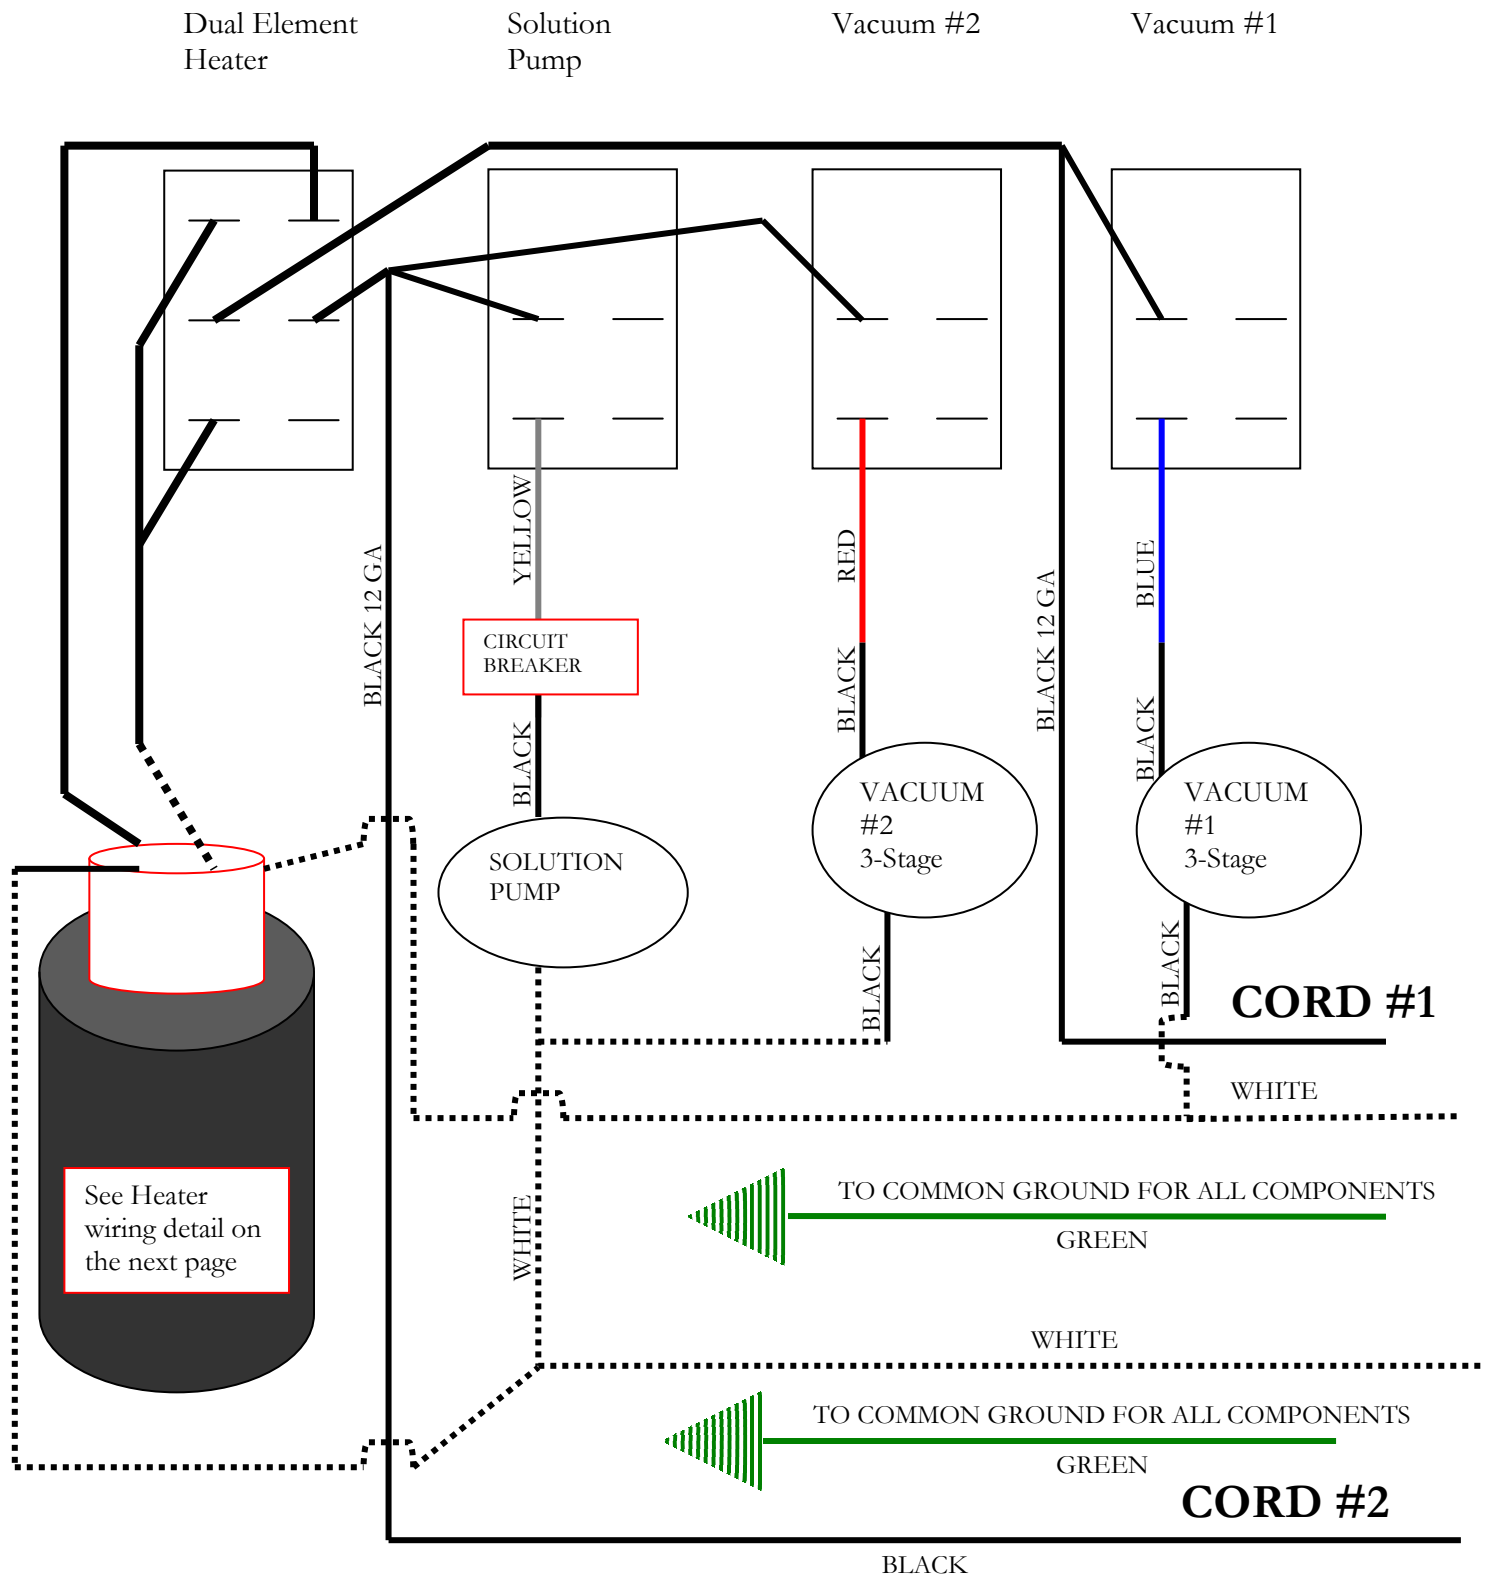 Dual Element
Heater
Solution
Pump
Vacuum #2
Vacuum #1
BLACK 12 GA
YELLOW
RED
BLACK 12 GA
BLUE
CIRCUIT
BREAKER
BLACK
BLACK
BLACK
SOLUTION
PUMP
VACUUM
#2
3-Stage
VACUUM
#1
3-Stage
BLACK
BLACK
CORD #1
WHITE
See Heater
wiring detail on
the next page
WHITE
TO COMMON GROUND FOR ALL COMPONENTS
GREEN
WHITE
TO COMMON GROUND FOR ALL COMPONENTS
GREEN
CORD #2
BLACK